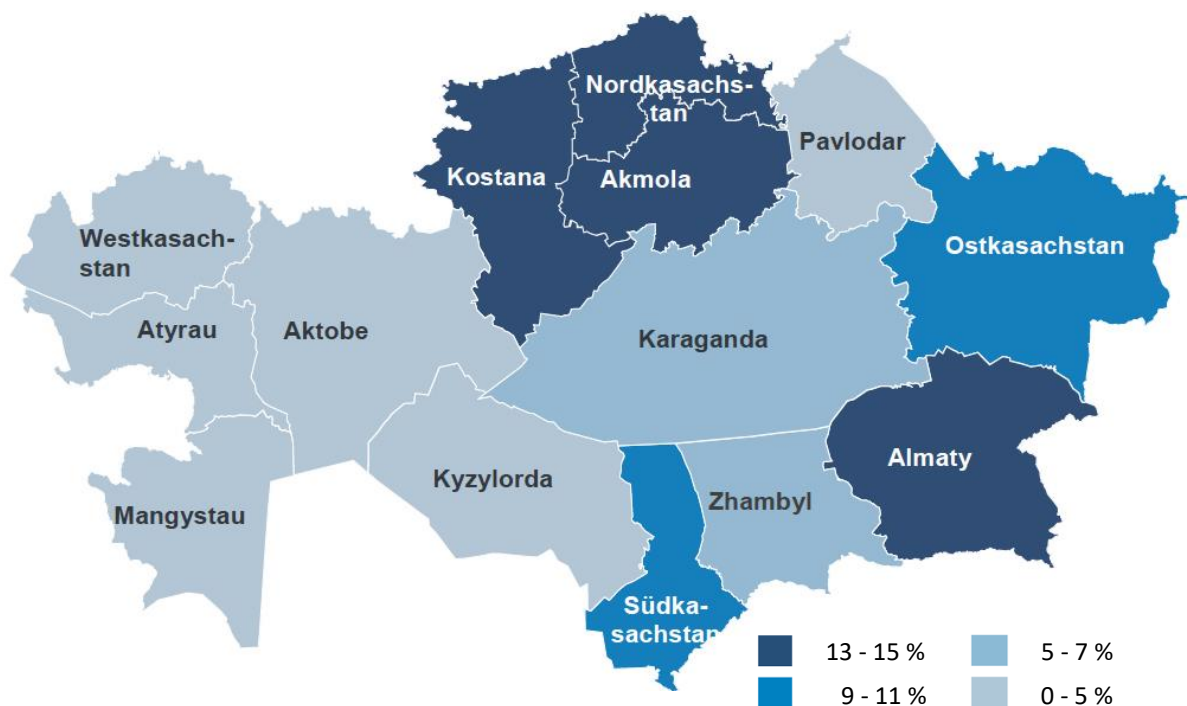 Nordkasachs-
tan
Pavlodar
Kostana
Akmola
Westkasach-
stan
Ostkasachstan
Atyrau
Aktobe
Karaganda
Almaty
Kyzylorda
Zhambyl
Mangystau
Südka-
sachstan
13 - 15 %
5 - 7 %
9 - 11 %
0 - 5 %